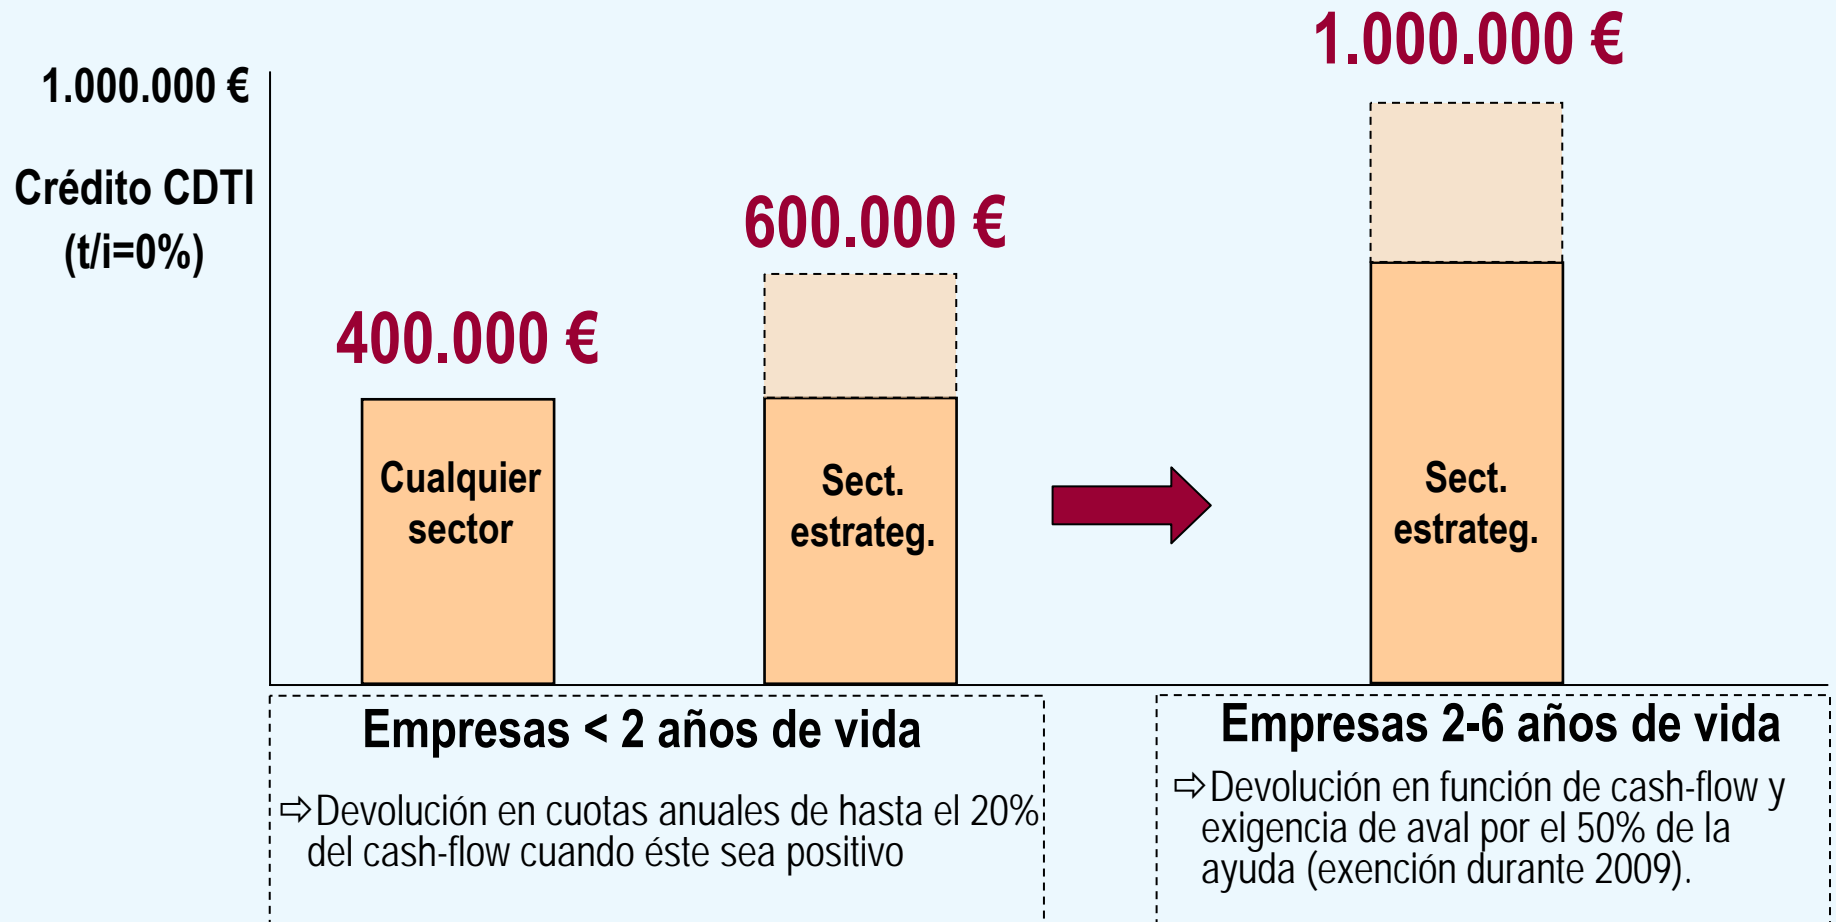 1.000.000 €
1.000.000 €
Crédito CDTI
(t/i=0%)
600.000 €
400.000 €
Cualquier
sector
Sect.
estrateg.
Sect.
estrateg.
Empresas < 2 años de vida
⇨Devolución en cuotas anuales de hasta el 20%
del cash-flow cuando éste sea positivo
Empresas 2-6 años de vida
⇨Devolución en función de cash-flow y
exigencia de aval por el 50% de la
ayuda (exención durante 2009).